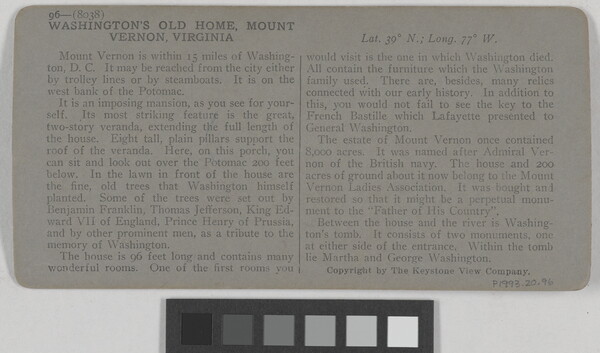 96—(8038)
WASHINGTON'S OLD HOME, MOUNT
VERNON, VIRGINIA
Mount Vernon is within 15 miles of Washing-
ton, D. C. It may be reached from the city either
by trolley lines or by steamboats. It is on the
west bank of the Potomac.
It is an imposing mansion, as you see for your-
self. Its most striking feature is the great,
two-story veranda, extending the full length of
the house. Eight tall, plain pillars support the
roof of the veranda. Here, on this porch, you
can sit and look out over the Potomac 200 feet
below. In the lawn in front of the house are
the fine, old trees that Washington himself
planted. Some of the trees were set out by
Benjamin Franklin, Thomas Jefferson, King Ed-
ward VII of England, Prince Henry of Prussia,
and by other prominent men, as a tribute to the
memory of Washington.
The house is 96 feet long and contains many
wonderful rooms. One of the first rooms you
Lat. 39° N.; Long. 77° W.
would visit is the one in which Washington died.
All contain the furniture which the Washington
family used. There are, besides, many relics
connected with our early history. In addition to
this, you would not fail to see the key to the
French Bastille which Lafayette presented to
General Washington.
The estate of Mount Vernon once contained
8,000 acres. It was named after Admiral Ver-
non of the British navy. The house and 200
acres of ground about it now belong to the Mount
Vernon Ladies Association. It was bought and
restored so that it might be a perpetual monu-
ment to the "Father of His Country".
Between the house and the river is Washing-
ton's tomb. It consists of two monuments, one
at either side of the entrance. Within the tomb
lie Martha and George Washington.
Copyright by The Keystone View Company.
P1993.20.96